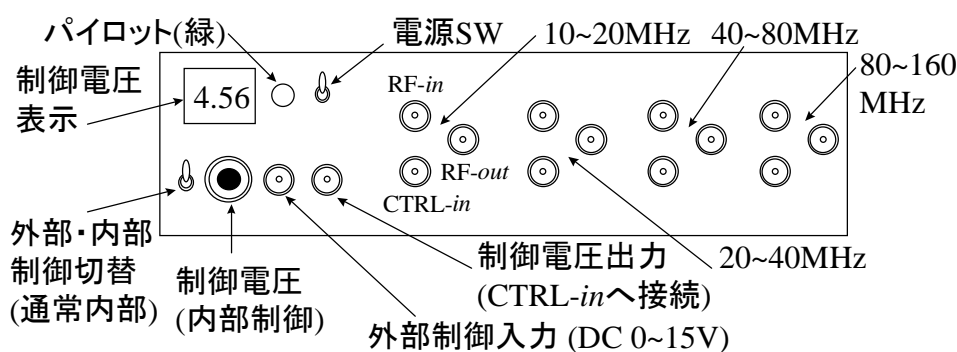 パイロット(緑)
電源SW
10~20MHz
40~80MHz
80~160
MHz
制御電圧
表示
4.56
RF-in
RF-out
CTRL-in
外部・内部
制御切替
(通常内部)
制御電圧
(内部制御)
制御電圧出力
(CTRL-inへ接続)
20~40MHz
外部制御入力 (DC 0~15V)